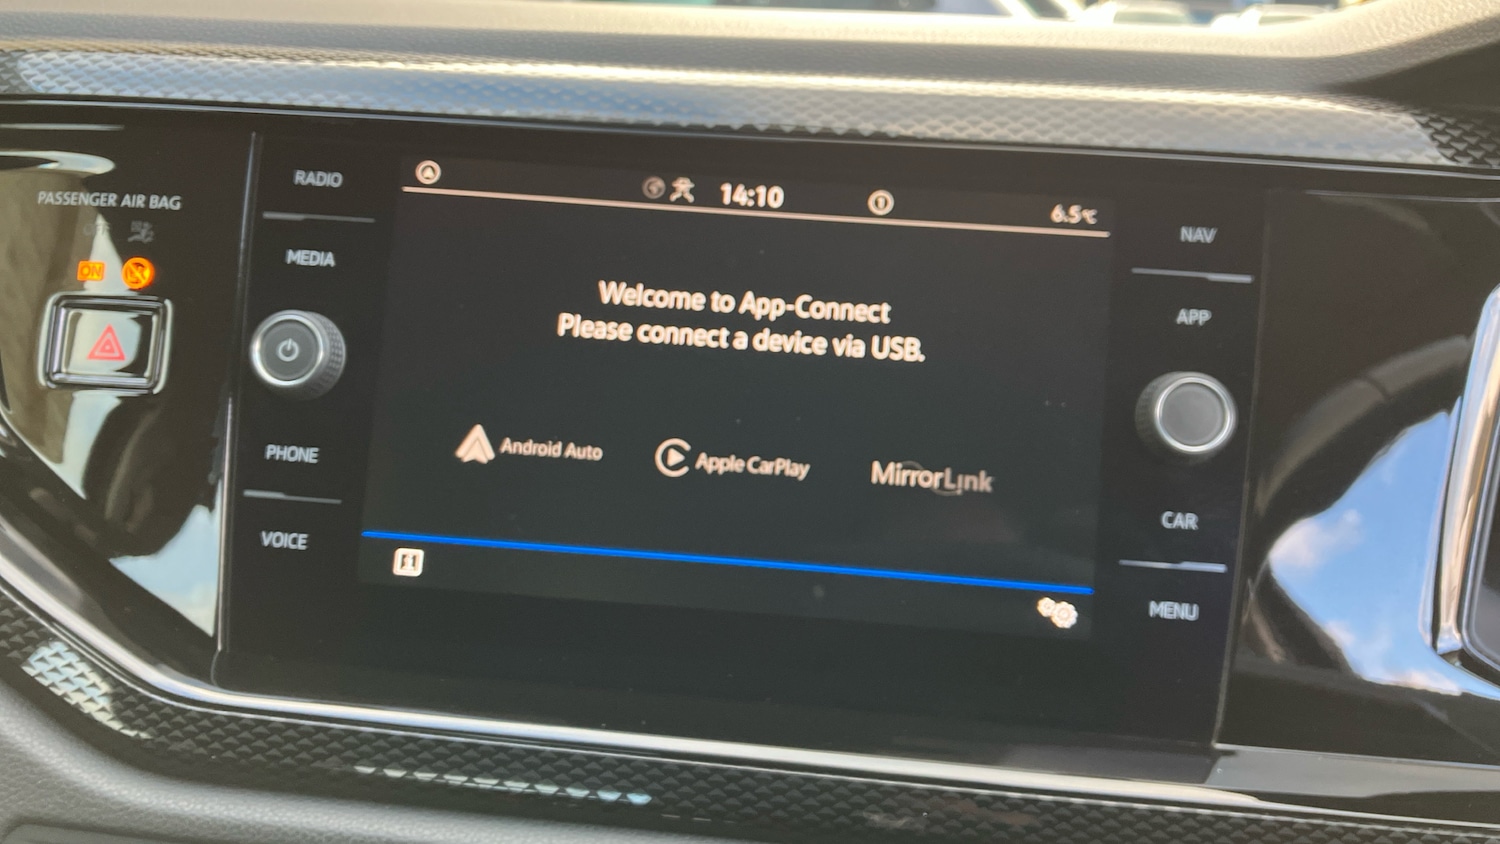 PASSENGER AIR BAG
OFF
ON
RADIO
MEDIA
PHONE
VOICE
14:10
6.5°C
Welcome to App-Connect
Please connect a device via USB.
Android Auto
Apple CarPlay
MirrorLink
NAV
APP
CAR
MENU